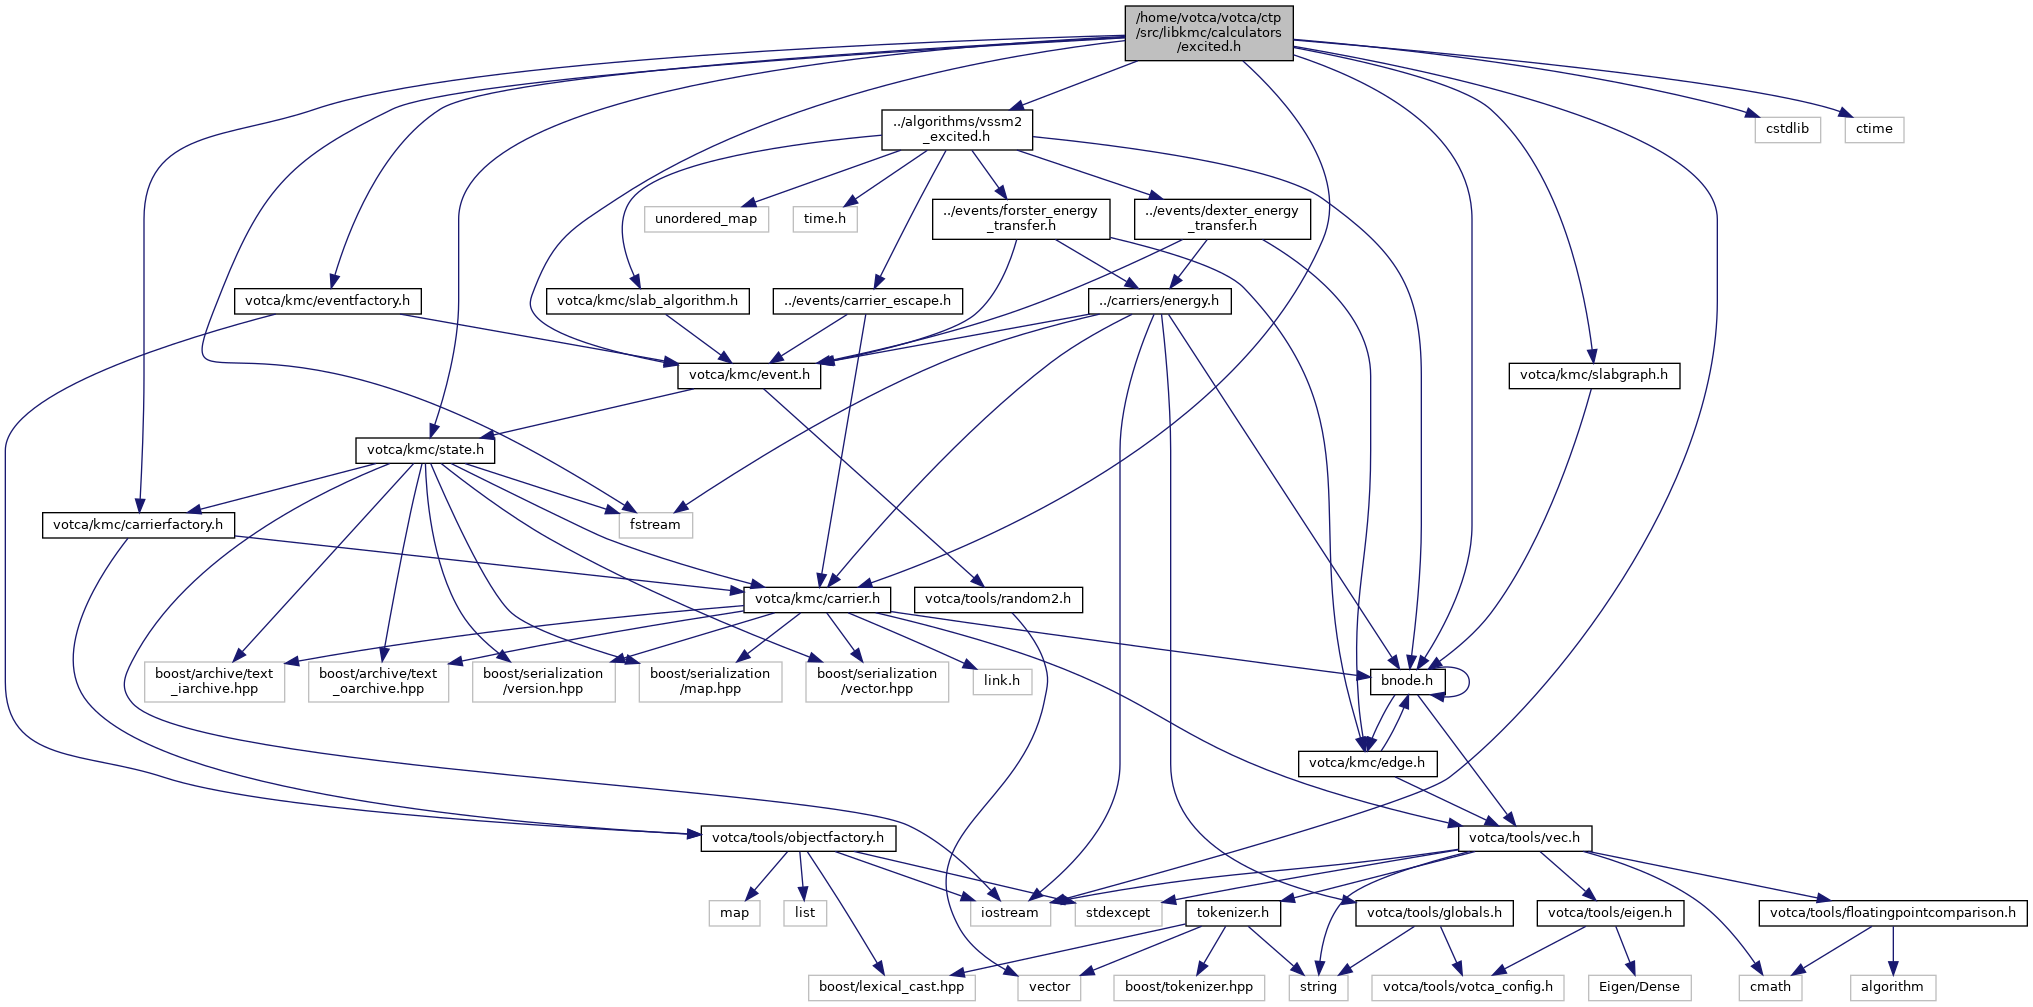 /home/votca/votca/ctp
/src/libkmc/calculators
/excited.h
../algorithms/vssm2
_excited.h
cstdlib
ctime
unordered_map
time.h
../events/forster_energy
_transfer.h
../events/dexter_energy
_transfer.h
votca/kmc/eventfactory.h
votca/kmc/slab_algorithm.h
../events/carrier_escape.h
../carriers/energy.h
votca/kmc/event.h
votca/kmc/slabgraph.h
votca/kmc/state.h
votca/kmc/carrierfactory.h
fstream
votca/kmc/carrier.h
votca/tools/random2.h
boost/archive/text
_iarchive.hpp
boost/archive/text
_oarchive.hpp
boost/serialization
/version.hpp
boost/serialization
/map.hpp
boost/serialization
/vector.hpp
link.h
bnode.h
votca/kmc/edge.h
votca/tools/objectfactory.h
votca/tools/vec.h
map
list
iostream
stdexcept
tokenizer.h
votca/tools/globals.h
votca/tools/eigen.h
votca/tools/floatingpointcomparison.h
boost/lexical_cast.hpp
vector
boost/tokenizer.hpp
string
votca/tools/votca_config.h
Eigen/Dense
cmath
algorithm